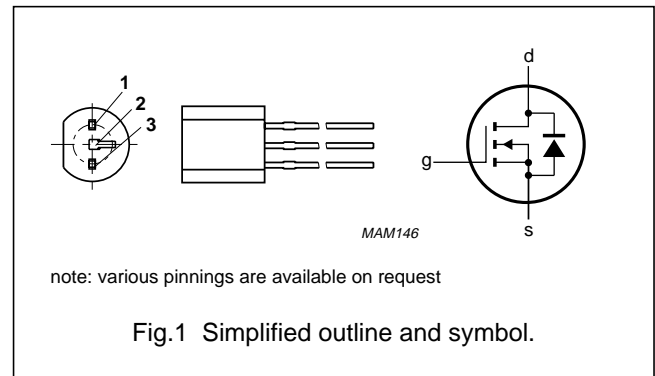 1
2
3
d
g
s
MAM146
note: various pinnings are available on request
Fig.1 Simplified outline and symbol.